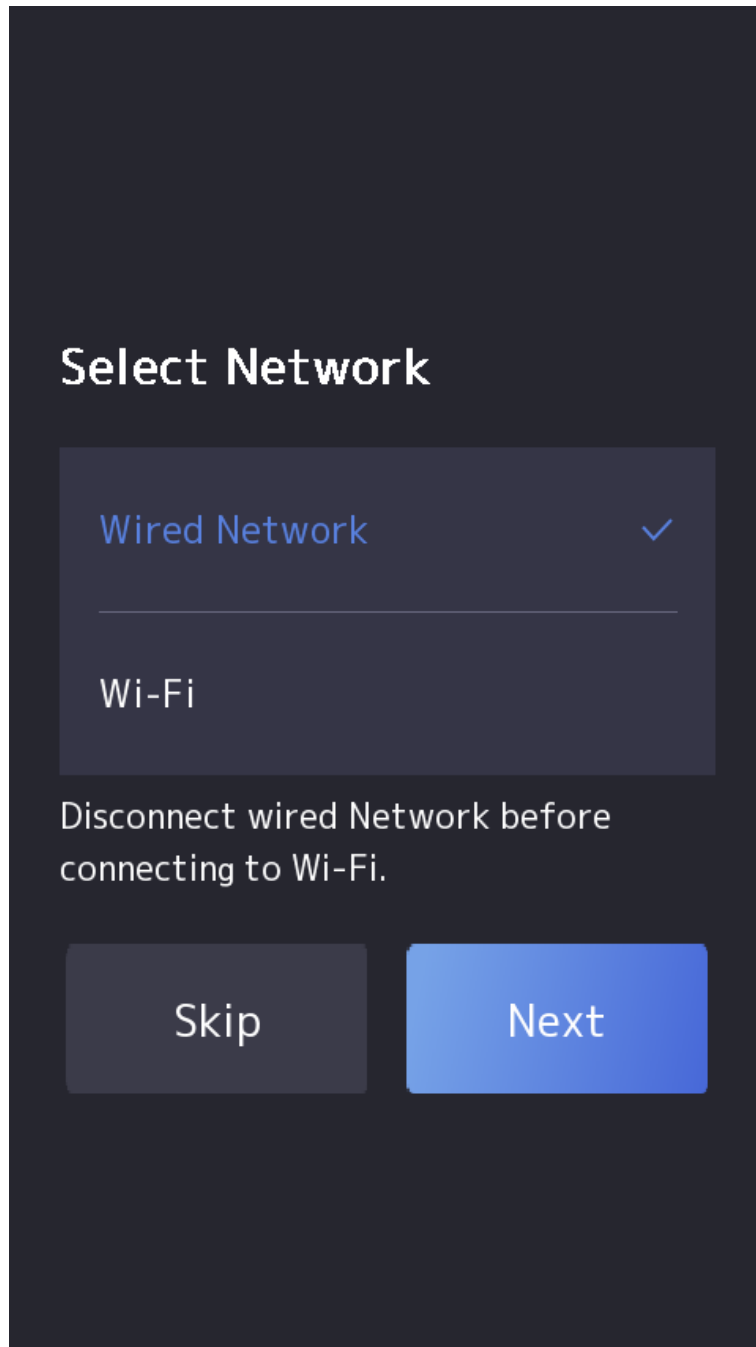 Select Network
Wired Network
Wi-Fi
Disconnect wired Network before
connecting to Wi-Fi.
Skip
Next